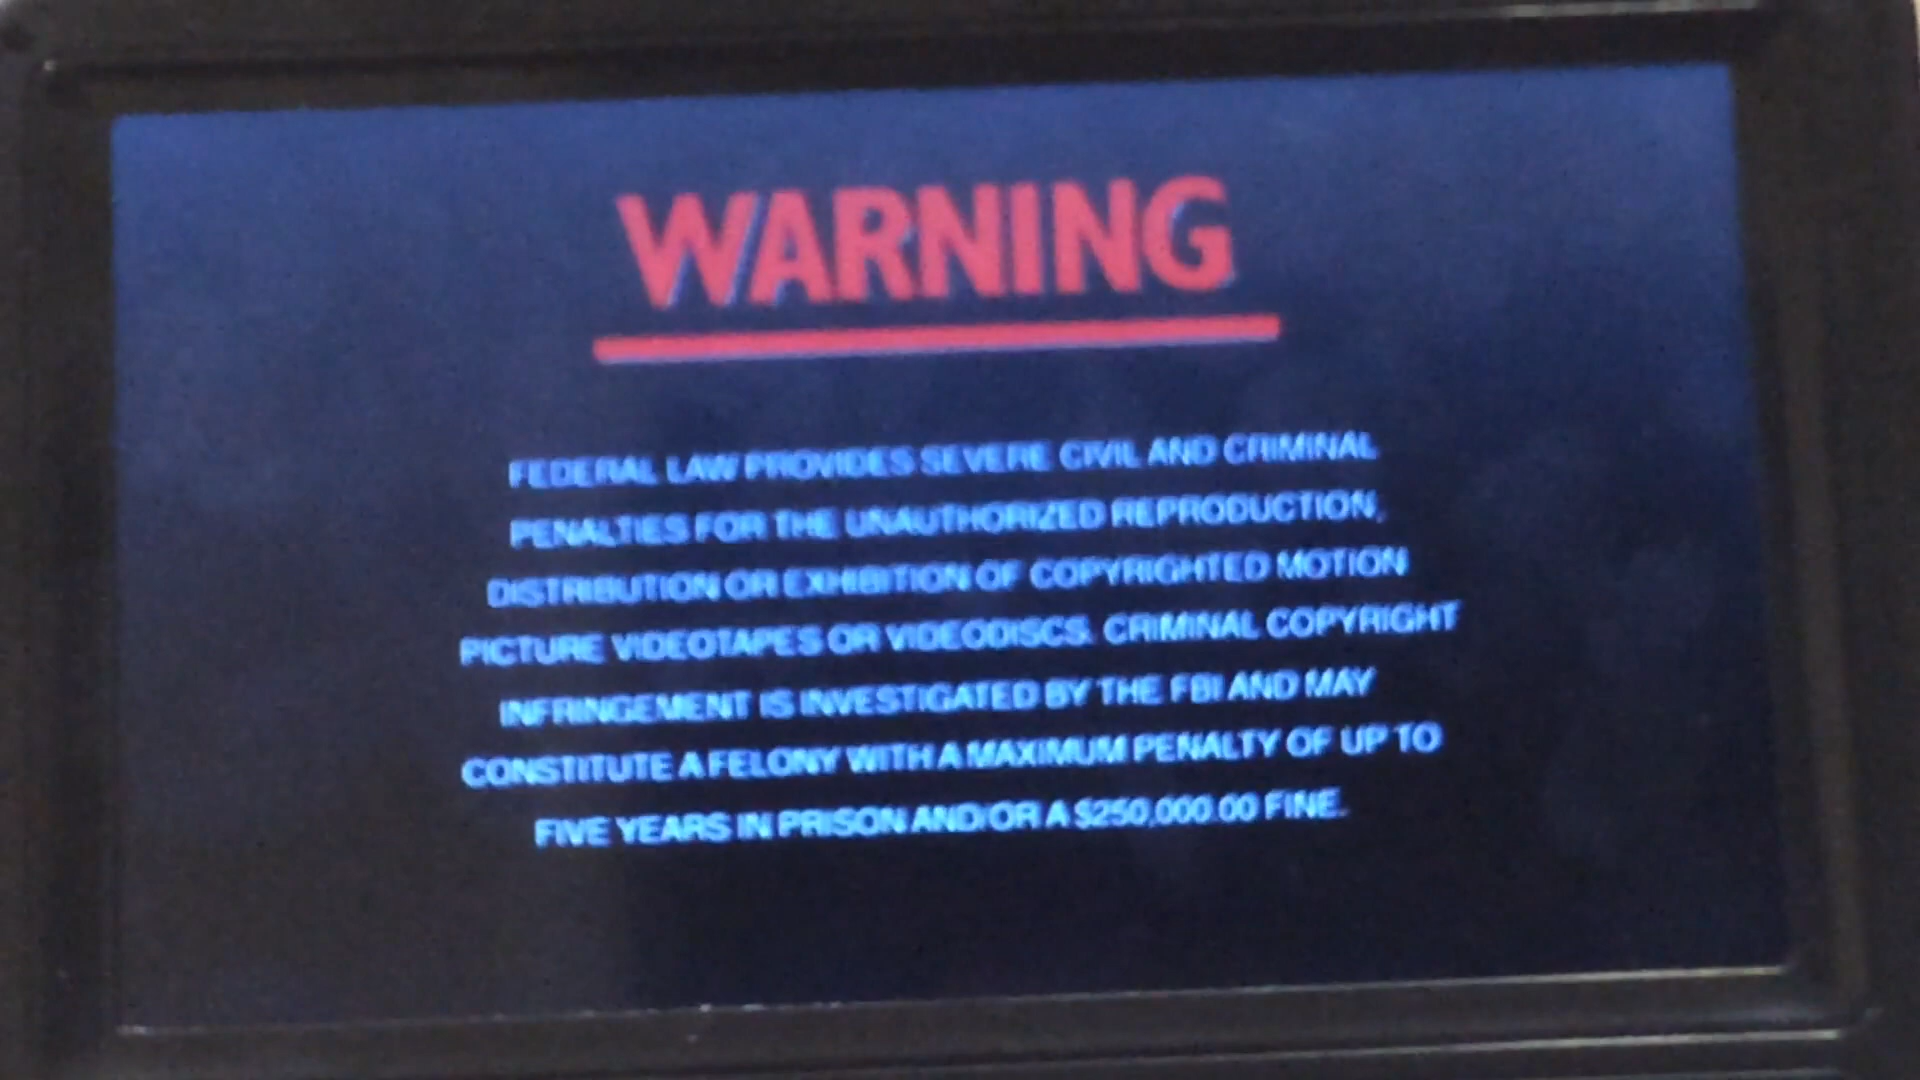 WARNING
FEDERAL LAW PROVIDES SEVERE CIVIL AND CRIMINAL
PENALTIES FOR THE UNAUTHORIZED REPRODUCTION,
DISTRIBUTION OR EXHIBITION OF COPYRIGHTED MOTION
PICTURE VIDEOTAPES OR VIDEODISCS. CRIMINAL COPYRIGHT
INFRINGEMENT IS INVESTIGATED BY THE FBI AND MAY
CONSTITUTE A FELONY WITH A MAXIMUM PENALTY OF UP TO
FIVE YEARS IN PRISON AND/OR A $250,000.00 FINE.